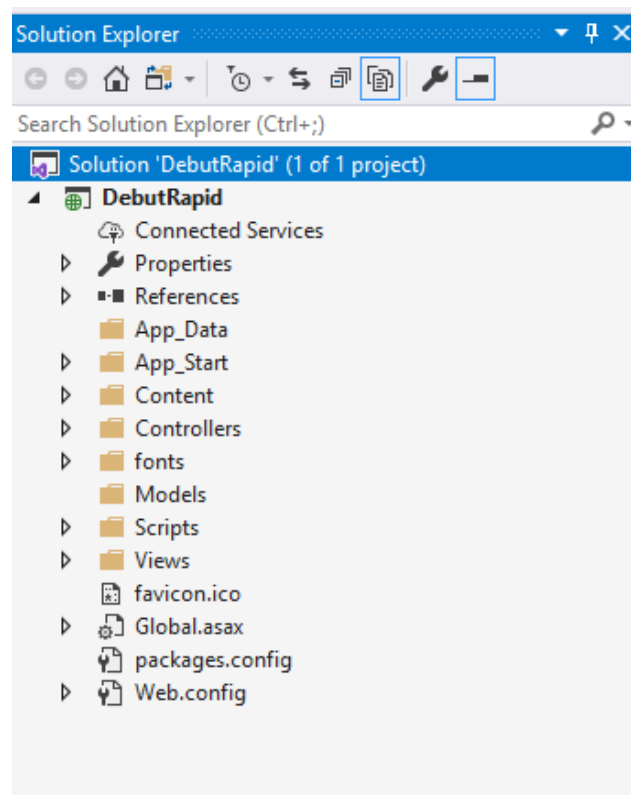 Solution Explorer
Search Solution Explorer (Ctrl+;)
Solution 'DebutRapid' (1 of 1 project)
DebutRapid
Connected Services
Properties
References
App_Data
App_Start
Content
Controllers
fonts
Models
Scripts
Views
favicon.ico
Global.asax
packages.config
Web.config